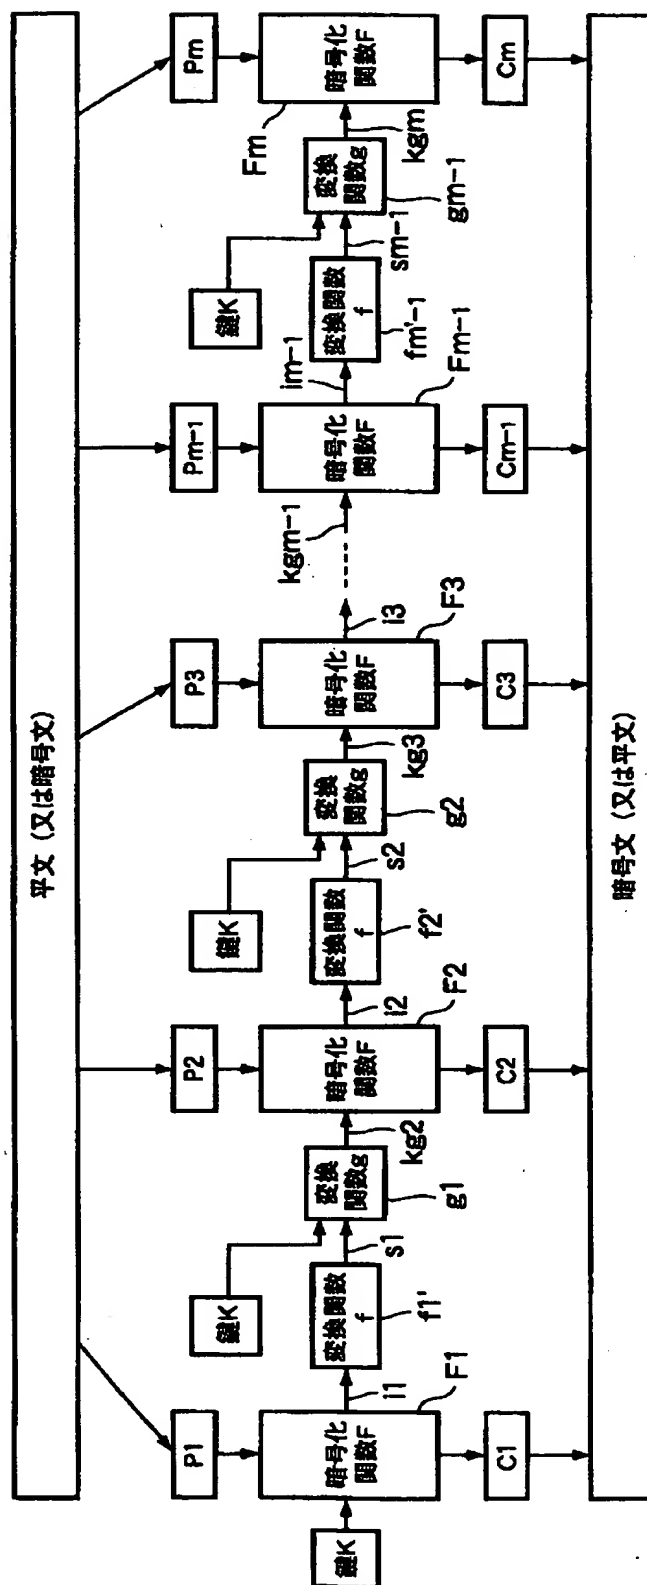 平文（又は暗号文）
P1
P2
P3
Pm-1
Pm
鍵K
暗号化
関数F
F1
i1
変換関数
f
f1'
s1
鍵K
変換
関数g
g1
kg2
暗号化
関数F
F2
i2
変換関数
f
f2'
s2
鍵K
変換
関数g
g2
kg3
暗号化
関数F
F3
i3
kgm-1
暗号化
関数F
Fm-1
im-1
変換関数
f
fm'-1
sm-1
鍵K
変換
関数g
gm-1
kgm
暗号化
関数F
Fm
C1
C2
C3
Cm-1
Cm
暗号文（又は平文）